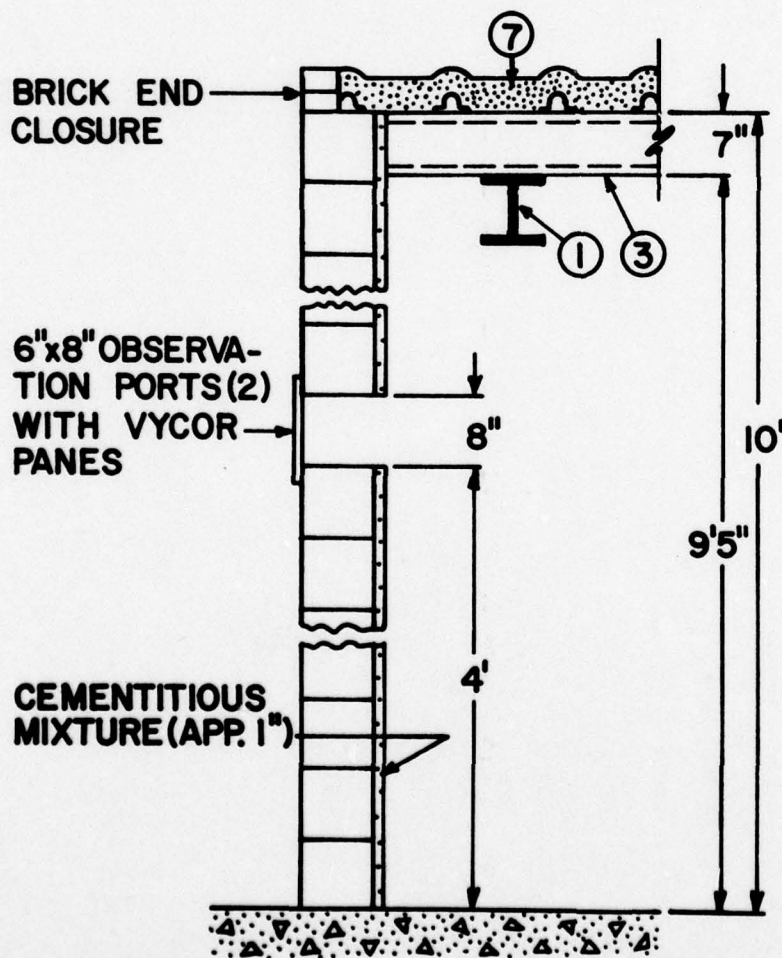 7
BRICK END
CLOSURE
7"
1
3
6"x8" OBSERVA-
TION PORTS (2)
WITH VYCOR
PANES
8"
10'
9'5"
4'
CEMENTITIOUS
MIXTURE (APP. 1")